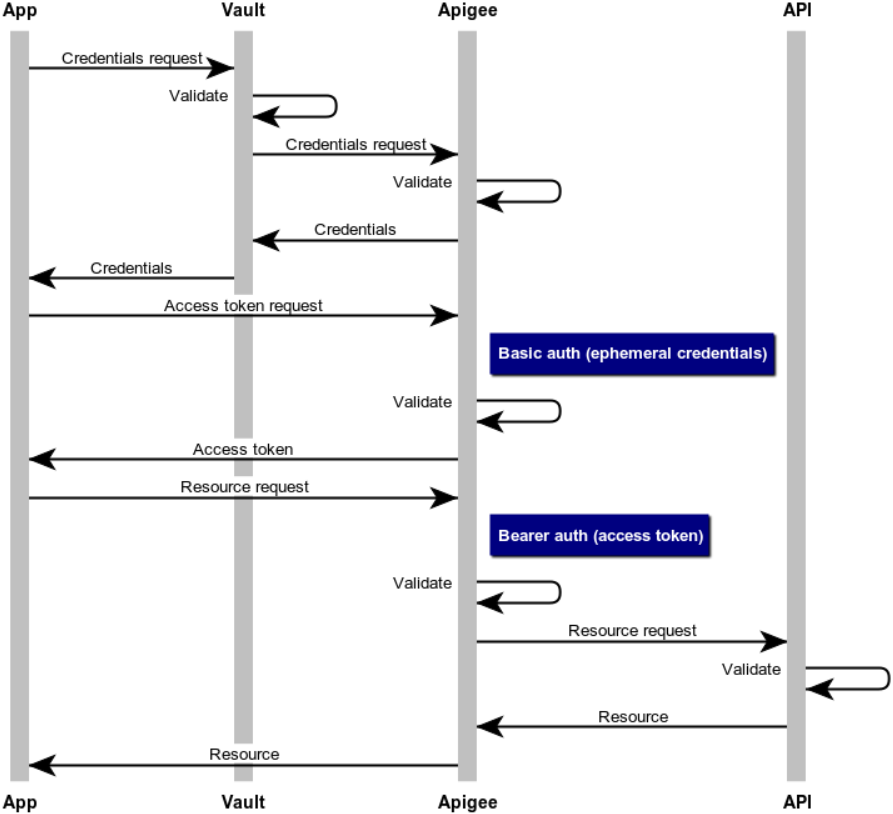 App Vault Apigee API
Credentials request
Validate
Credentials request
Validate
Credentials
Credentials
Access token request
Basic auth (ephemeral credentials)
Validate
Access token
Resource request
Bearer auth (access token)
Validate
Resource request
Validate
Resource
Resource
App Vault Apigee API